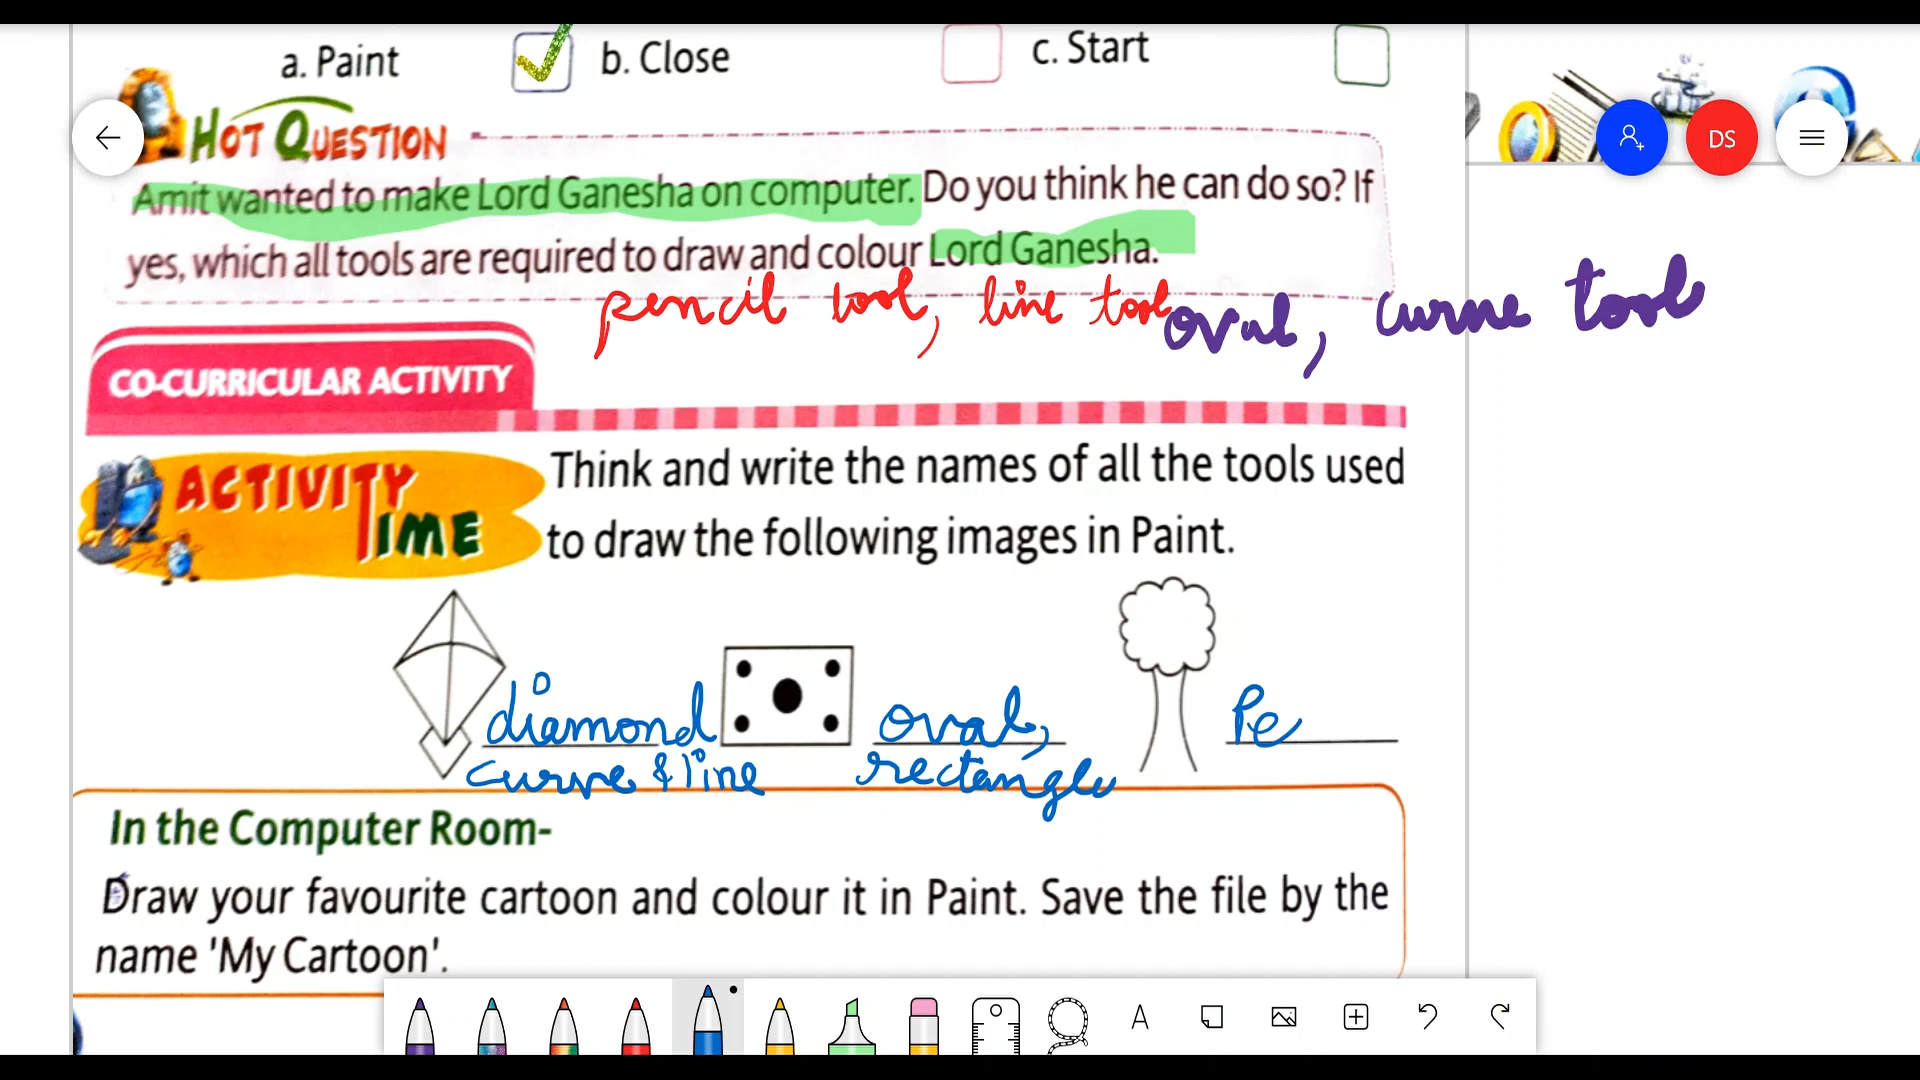 a. Paint b. Close c. Start
HOT QUESTION
DS
Amit wanted to make Lord Ganesha on computer. Do you think he can do so? If
yes, which all tools are required to draw and colour Lord Ganesha.
pencil tool, line tool oval, curve tool
CO-CURRICULAR ACTIVITY
ACTIVITY TIME
Think and write the names of all the tools used
to draw the following images in Paint.
diamond oval, Pe
curve & line rectangle
In the Computer Room-
Draw your favourite cartoon and colour it in Paint. Save the file by the
name 'My Cartoon'.
A